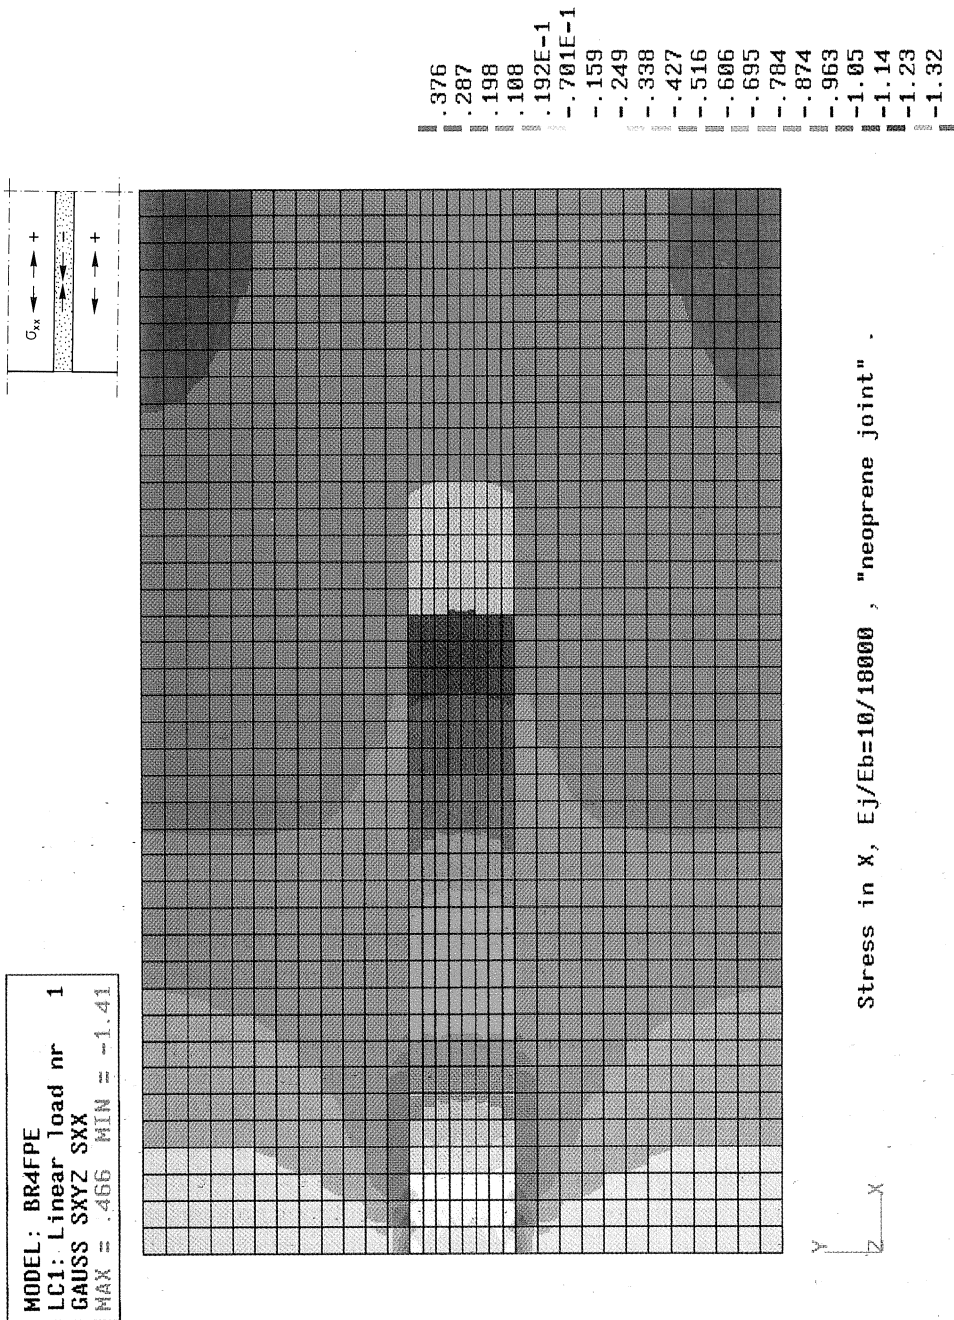 MODEL: BR4FPE
LC1: Linear load nr 1
GAUSS SXYZ SXX
MAX = .466 MIN = -1.41
σxx
+
−
+
.376
.287
.198
.108
.192E-1
-.701E-1
-.159
-.249
-.338
-.427
-.516
-.606
-.695
-.784
-.874
-.963
-1.05
-1.14
-1.23
-1.32
Y
Z X
Stress in X, Ej/Eb=10/18000 , "neoprene joint" .